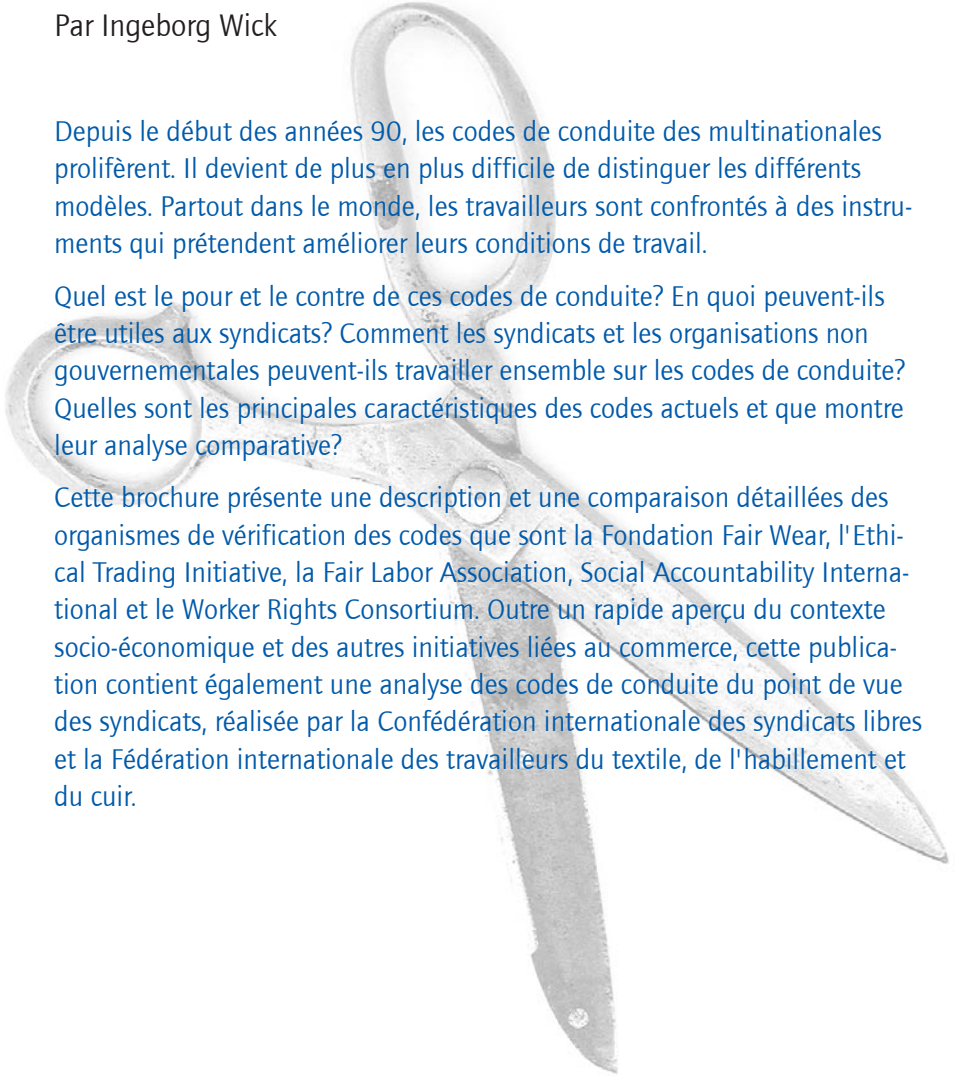 Par Ingeborg Wick
Depuis le début des années 90, les codes de conduite des multinationales
prolifèrent. Il devient de plus en plus difficile de distinguer les différents
modèles. Partout dans le monde, les travailleurs sont confrontés à des instru-
ments qui prétendent améliorer leurs conditions de travail.
Quel est le pour et le contre de ces codes de conduite? En quoi peuvent-ils
être utiles aux syndicats? Comment les syndicats et les organisations non
gouvernementales peuvent-ils travailler ensemble sur les codes de conduite?
Quelles sont les principales caractéristiques des codes actuels et que montre
leur analyse comparative?
Cette brochure présente une description et une comparaison détaillées des
organismes de vérification des codes que sont la Fondation Fair Wear, l'Ethi-
cal Trading Initiative, la Fair Labor Association, Social Accountability Interna-
tional et le Worker Rights Consortium. Outre un rapide aperçu du contexte
socio-économique et des autres initiatives liées au commerce, cette publica-
tion contient également une analyse des codes de conduite du point de vue
des syndicats, réalisée par la Confédération internationale des syndicats libres
et la Fédération internationale des travailleurs du textile, de l'habillement et
du cuir.